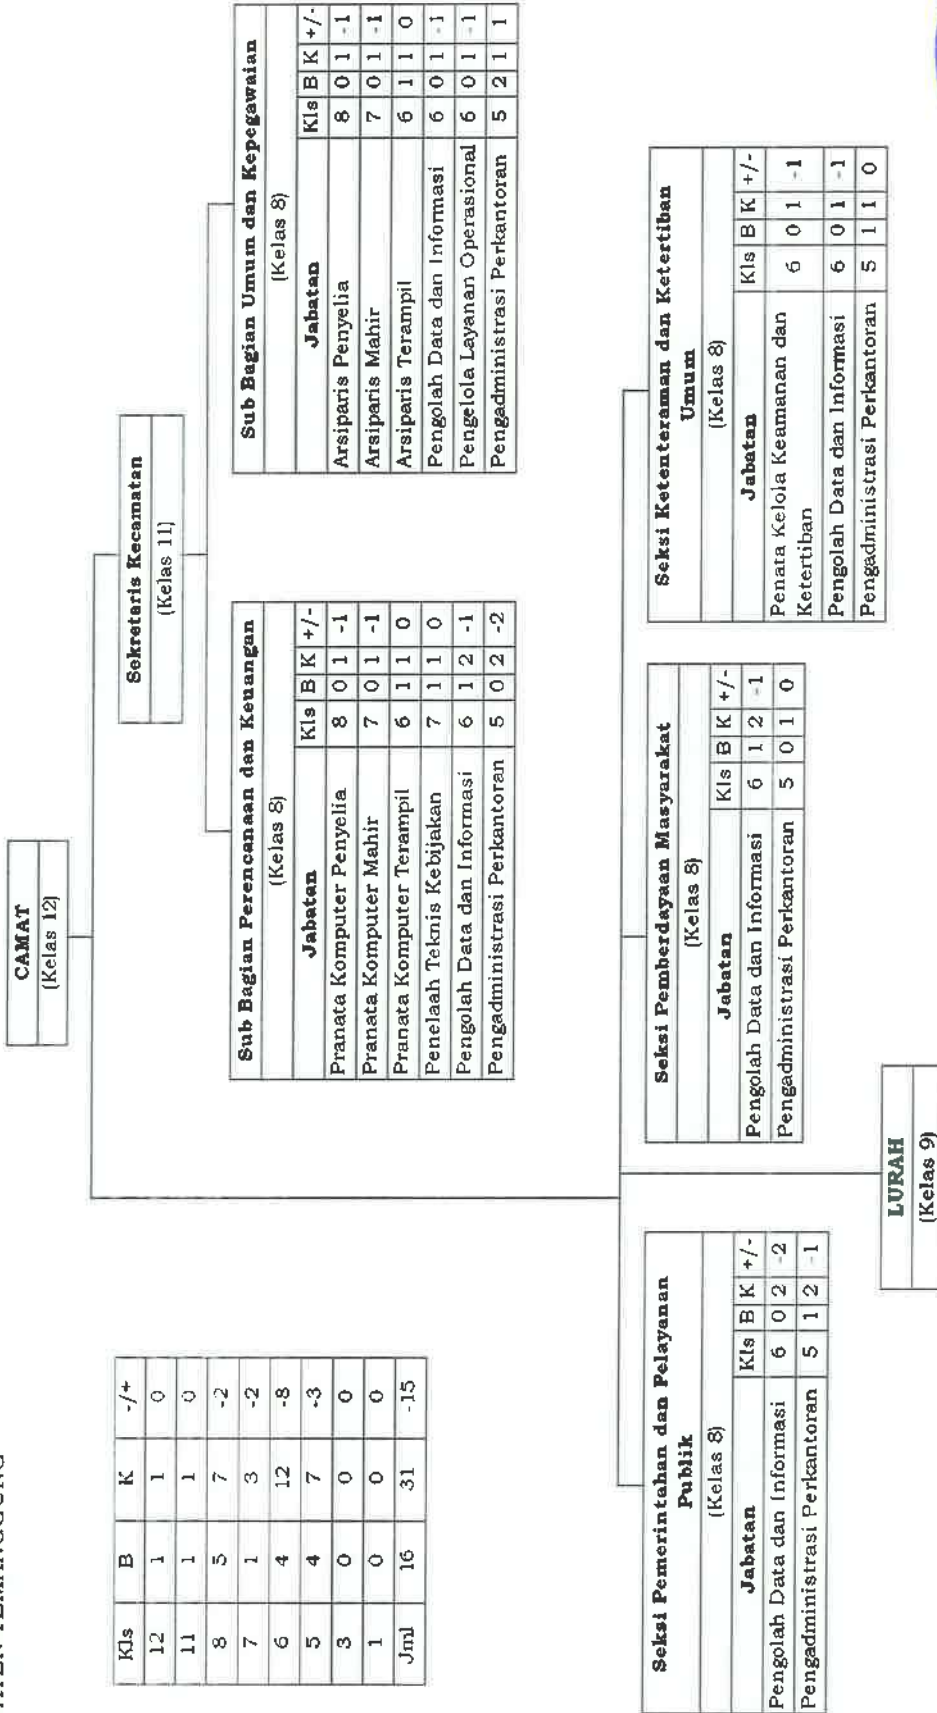 CAMAT
(Kelas 12)
Sekretaris Kecamatan
(Kelas 11)
Kls B K -/+
12 1 1 0
11 1 1 0
8 5 7 -2
7 1 3 -2
6 4 12 -8
5 4 7 -3
3 0 0 0
1 0 0 0
Jml 16 31 -15
Sub Bagian Perencanaan dan Keuangan
(Kelas 8)
Jabatan Kls B K +/-
Pranata Komputer Penyelia 8 0 1 -1
Pranata Komputer Mahir 7 0 1 -1
Pranata Komputer Terampil 6 1 1 0
Penelaah Teknis Kebijakan 7 1 1 0
Pengolah Data dan Informasi 6 1 2 -1
Pengadministrasi Perkantoran 5 0 2 -2
Sub Bagian Umum dan Kepegawaian
(Kelas 8)
Jabatan Kls B K +/-
Arsiparis Penyelia 8 0 1 -1
Arsiparis Mahir 7 0 1 -1
Arsiparis Terampil 6 1 1 0
Pengolah Data dan Informasi 6 0 1 -1
Pengelola Layanan Operasional 6 0 1 -1
Pengadministrasi Perkantoran 5 2 1 1
Seksi Pemerintahan dan Pelayanan
Publik
(Kelas 8)
Jabatan Kls B K +/-
Pengolah Data dan Informasi 6 0 2 -2
Pengadministrasi Perkantoran 5 1 2 -1
Seksi Pemberdayaan Masyarakat
(Kelas 8)
Jabatan Kls B K +/-
Pengolah Data dan Informasi 6 1 2 -1
Pengadministrasi Perkantoran 5 0 1 0
Seksi Ketenteraman dan Ketertiban
Umum
(Kelas 8)
Jabatan Kls B K +/-
Penata Kelola Keamanan dan
Ketertiban 6 0 1 -1
Pengolah Data dan Informasi 6 0 1 -1
Pengadministrasi Perkantoran 5 1 1 0
LURAH
(Kelas 9)